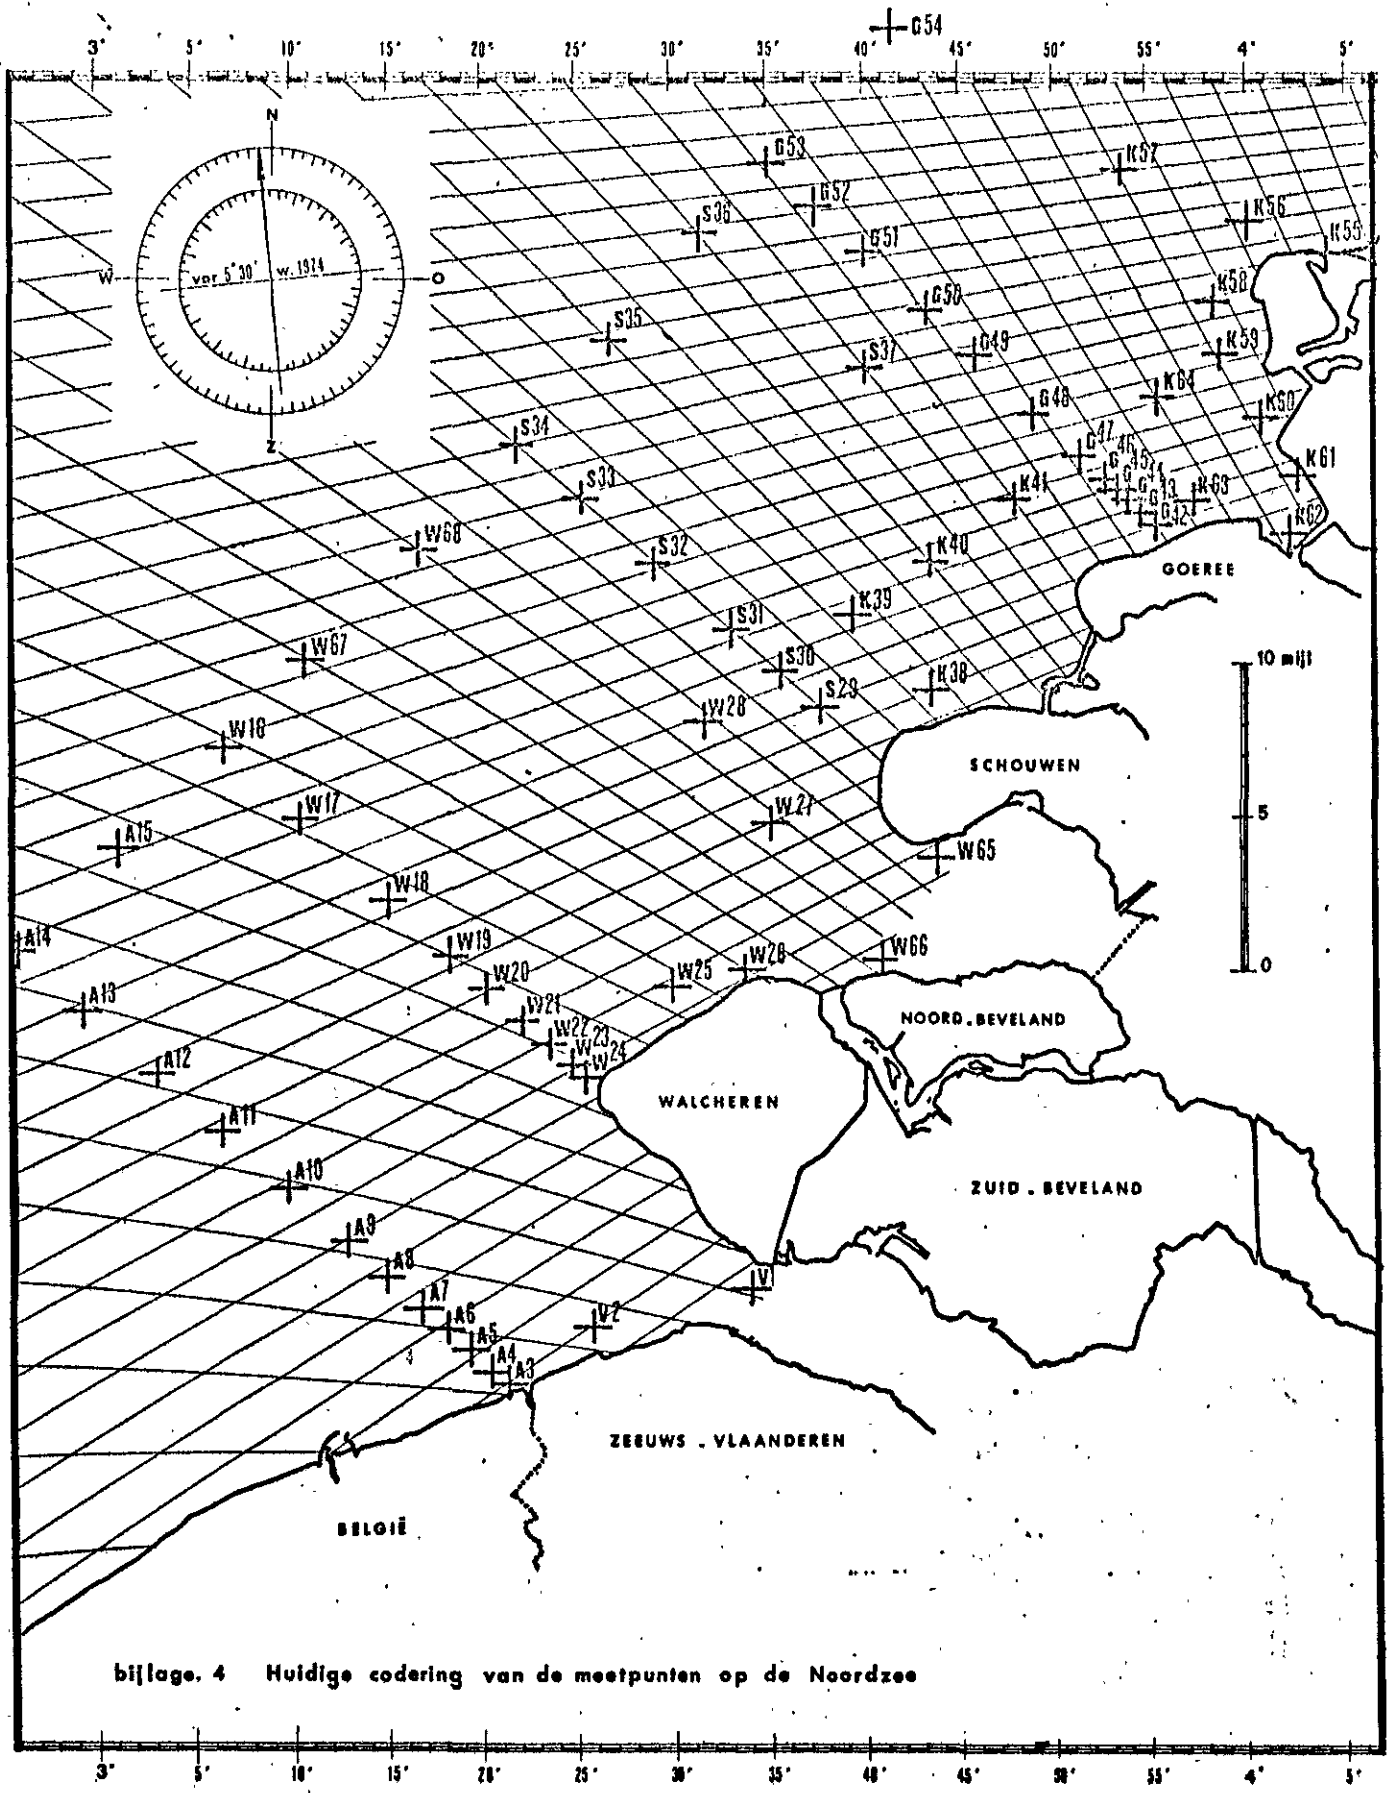 G54
3° 5' 10' 15' 20' 25' 30' 35' 40' 45' 50' 55' 4° 5'
N
W O
Z
var 5°30' w. 1974
G53
K57
G52
S36
K56
G51
K55
K58
G50
S35
K59
S37
G49
K64
G48
K60
S34
G47
G46
G45
G44
G43
G42
K61
S33
K41
K63
K62
W68
S32
K40
GOEREE
K39
S31
W67
S30
10 mijl
K38
S29
W28
W16
SCHOUWEN
W17
W27
5
A15
W65
W18
A14
W19
W26
W66
0
W20
W25
A13
W21
NOORD-BEVELAND
W22
W23
W24
A12
WALCHEREN
A11
A10
ZUID-BEVELAND
A9
A8
V
A7
A6
V2
A5
A4
A3
ZEEUWS-VLAANDEREN
BELGIË
bijlage. 4 Huidige codering van de meetpunten op de Noordzee
3° 5' 10' 15' 20' 25' 30' 35' 40' 45' 50' 55' 4° 5'